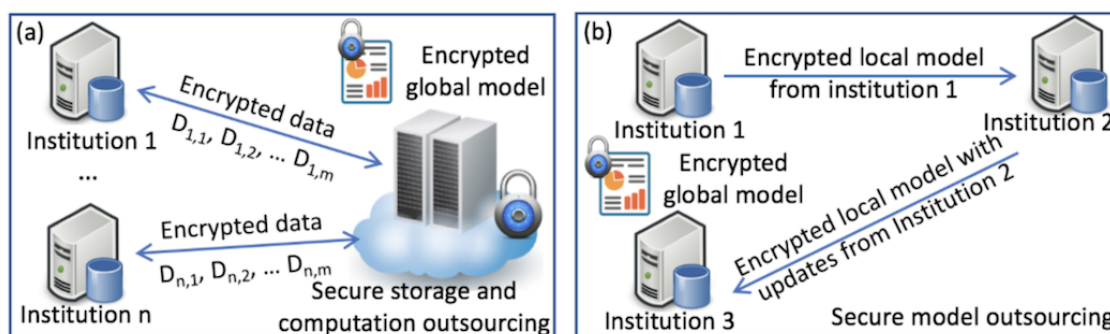 (a)
Encrypted
global model
Institution 1
Encrypted data
D1,1, D1,2, ... D1,m
...
Encrypted data
Dn,1, Dn,2, ... Dn,m
Institution n
Secure storage and
computation outsourcing
(b)
Encrypted local model
from institution 1
Institution 1
Institution 2
Encrypted
global model
Encrypted local model with
updates from Institution 2
Institution 3
Secure model outsourcing